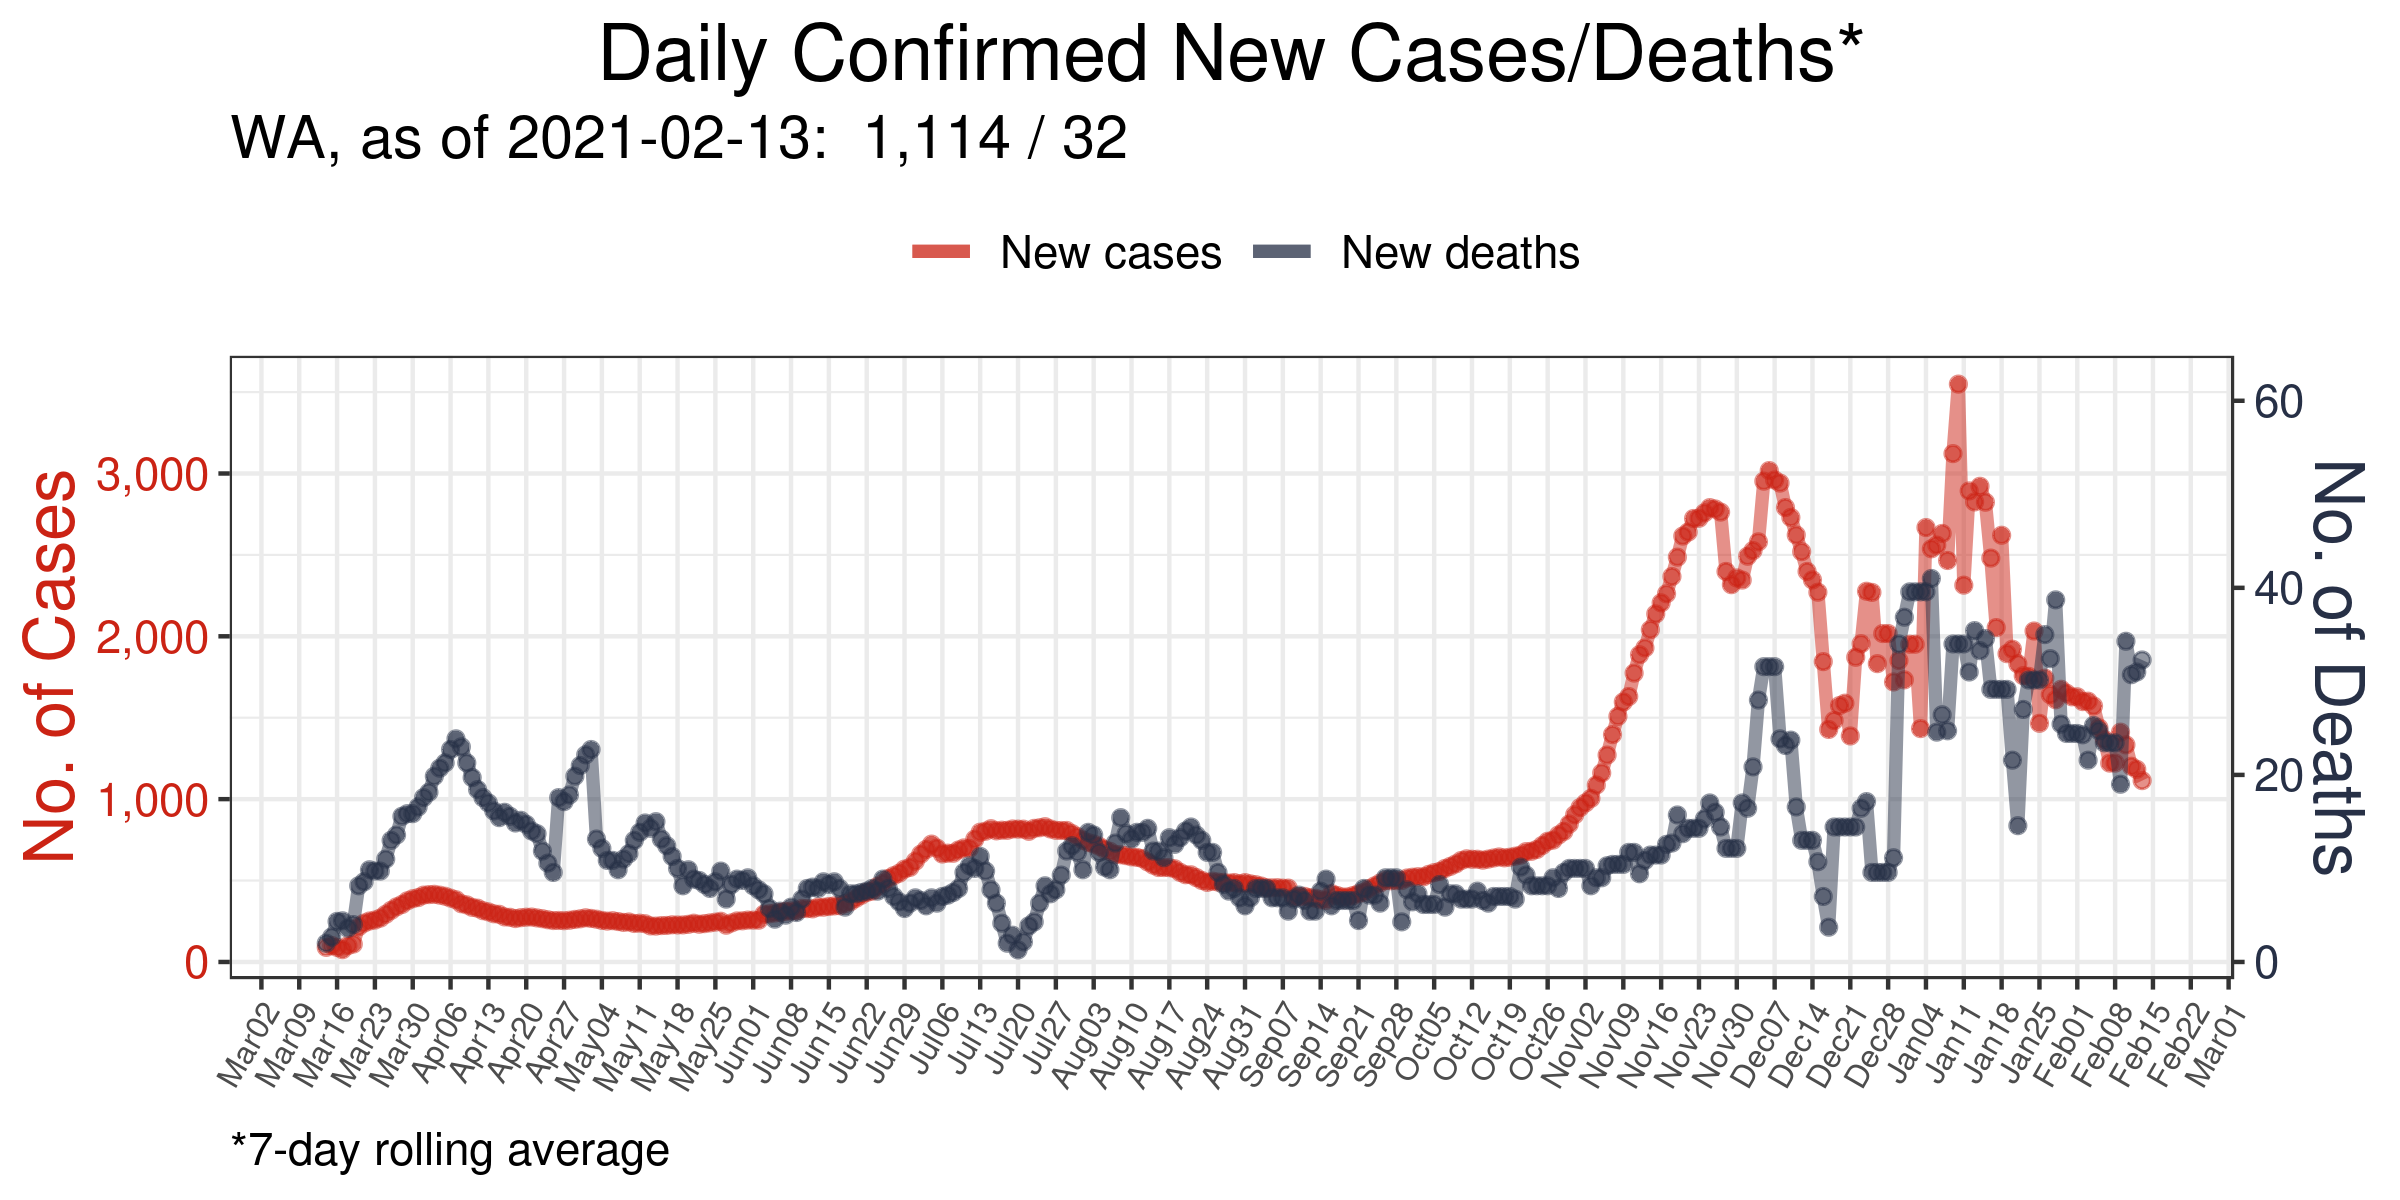 Daily Confirmed New Cases/Deaths*
WA, as of 2021-02-13:  1,114 / 32
New cases
New deaths
No. of Cases
3,000
2,000
1,000
0
60
40
20
0
No. of Deaths
Mar02
Mar09
Mar16
Mar23
Mar30
Apr06
Apr13
Apr20
Apr27
May04
May11
May18
May25
Jun01
Jun08
Jun15
Jun22
Jun29
Jul06
Jul13
Jul20
Jul27
Aug03
Aug10
Aug17
Aug24
Aug31
Sep07
Sep14
Sep21
Sep28
Oct05
Oct12
Oct19
Oct26
Nov02
Nov09
Nov16
Nov23
Nov30
Dec07
Dec14
Dec21
Dec28
Jan04
Jan11
Jan18
Jan25
Feb01
Feb08
Feb15
Feb22
Mar01
*7-day rolling average